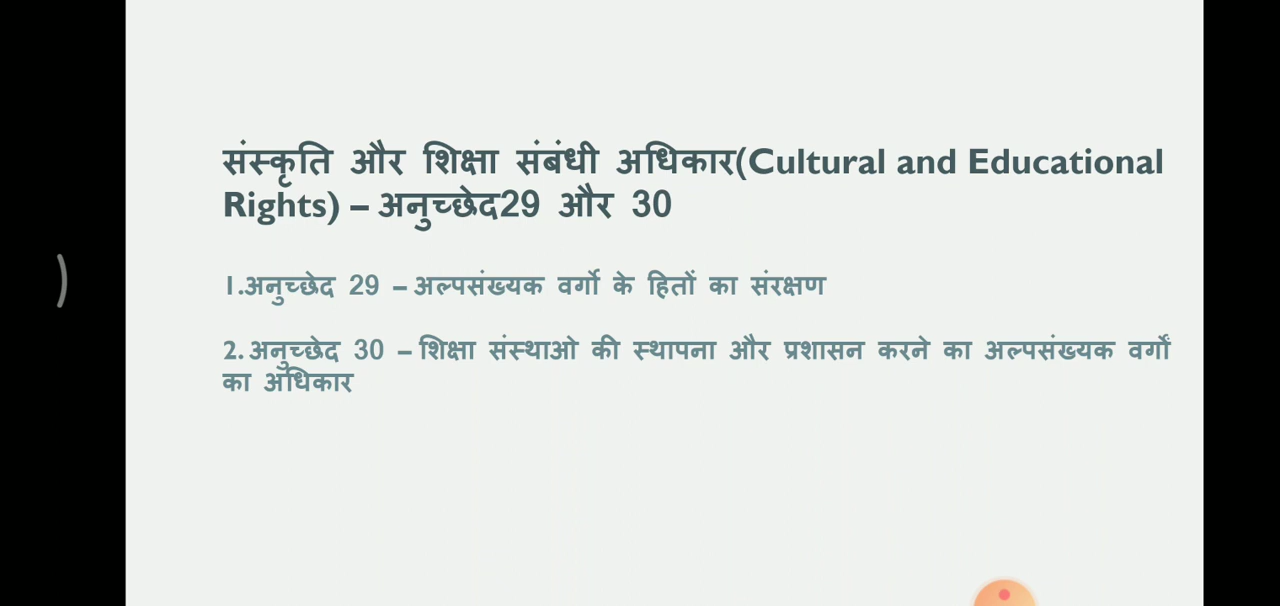 संस्कृति और शिक्षा संबंधी अधिकार(Cultural and Educational
Rights) – अनुच्छेद29 और 30
1.अनुच्छेद 29 – अल्पसंख्यक वर्गो के हितों का संरक्षण
2. अनुच्छेद 30 – शिक्षा संस्थाओ की स्थापना और प्रशासन करने का अल्पसंख्यक वर्गों
का अधिकार